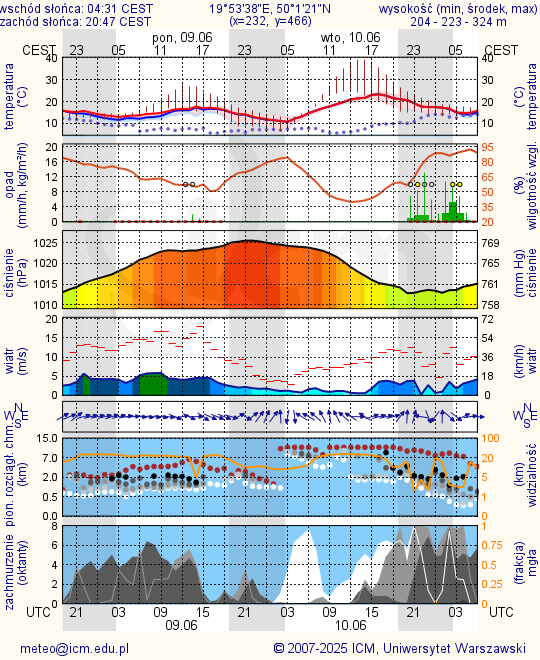 wschód słońca: 04:31 CEST 19°53'38"E, 50°1'21"N wysokość (min, środek, max)
zachód słońca: 20:47 CEST (x=232, y=466) 204 - 223 - 324 m
pon, 09.06 wto, 10.06
CEST 23 05 11 17 23 05 11 17 23 05 CEST
temperatura (°C)
40 30 20 10
40 30 20 10
temperatura (°C)
opad (mm/h, kg/m²/h)
20 16 12 8 4 0
95 80 65 50 35 20
(%) wilgotność wzgl.
ciśnienie (hPa)
1025 1020 1015 1010
769 765 761 758
(mm Hg) ciśnienie
wiatr (m/s)
20 15 10 5 0
72 54 36 18 0
(km/h) wiatr
N W E S
N W E S
pion. rozciągł. chm. (km)
15.0 7.0 2.0 0.5 0.0
100 20 5 1 0
(km) widzialność
zachmurzenie (oktanty)
8 6 4 2 0
1 0.75 0.5 0.25 0
(frakcja) mgła
UTC 21 03 09 15 21 03 09 15 21 03 UTC
09.06 10.06
meteo@icm.edu.pl © 2007-2025 ICM, Uniwersytet Warszawski